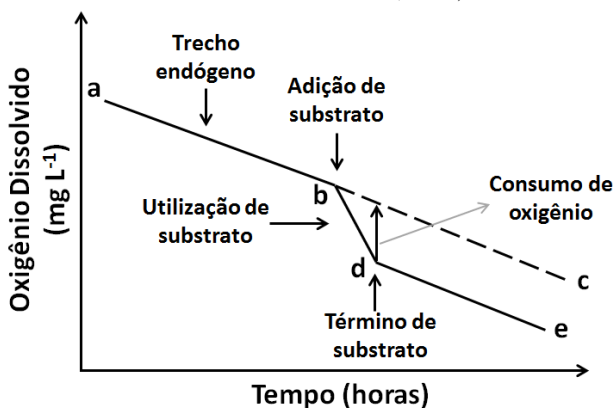 Oxigênio Dissolvido
(mg L-1)
a
Trecho
endógeno
Adição de
substrato
b
Utilização de
substrato
Consumo de
oxigênio
c
d
e
Término de
substrato
Tempo (horas)